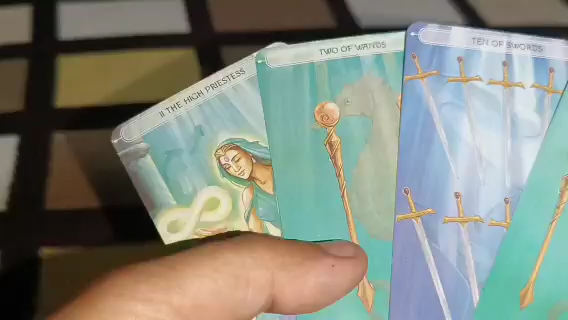 II THE HIGH PRIESTESS
TWO OF WANDS
TEN OF SWORDS